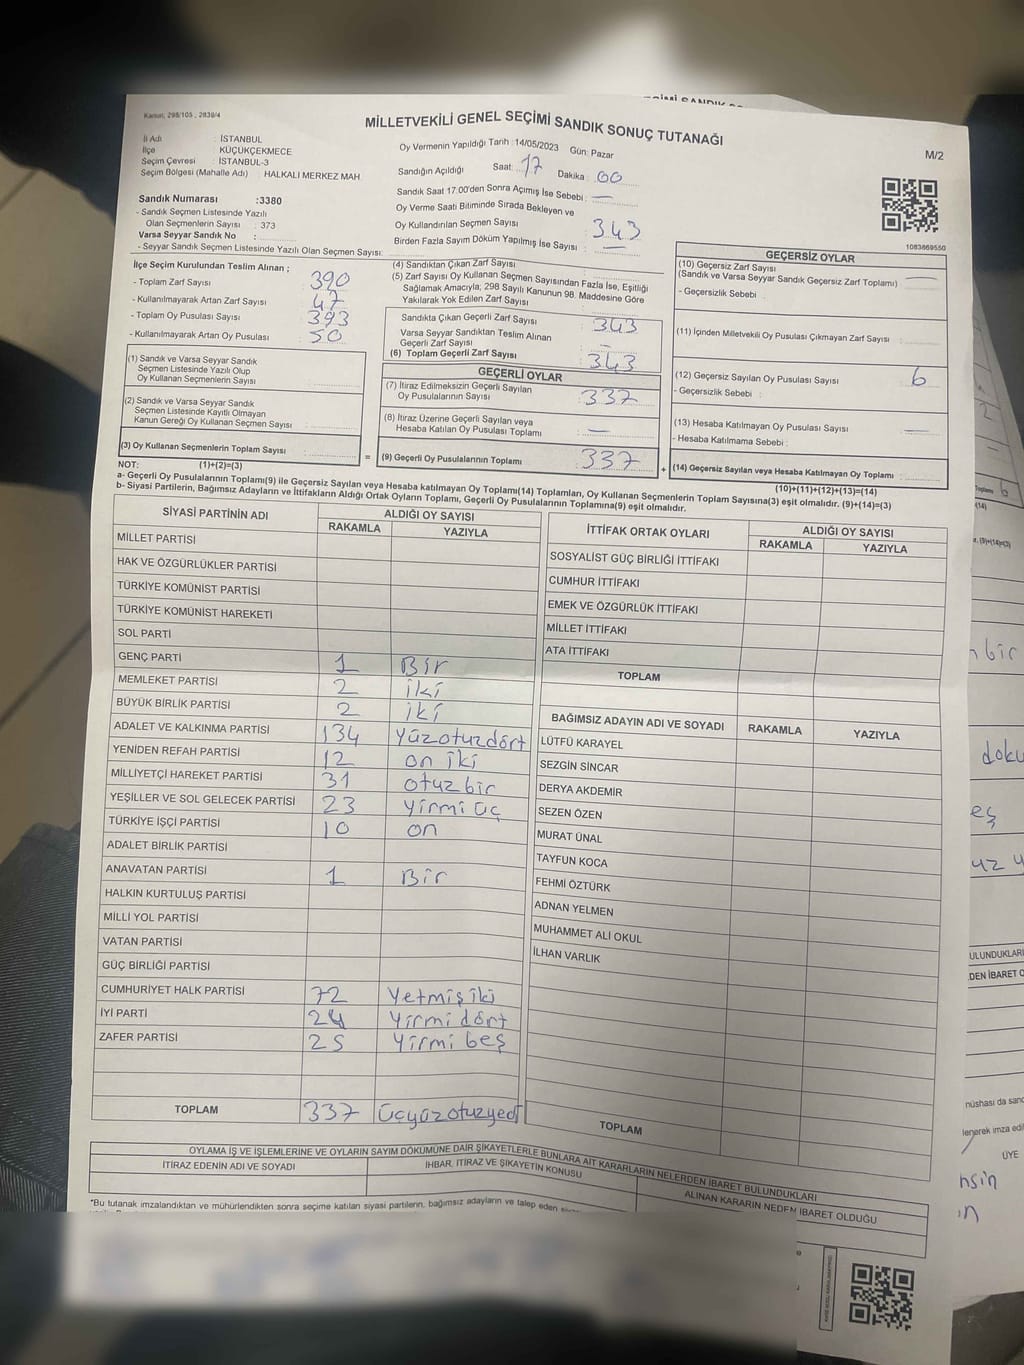 Kanun; 298/105 , 2839/4
MİLLETVEKİLİ GENEL SEÇİMİ SANDIK SONUÇ TUTANAĞI
M/2
İli Adı : İSTANBUL
İlçe : KÜÇÜKÇEKMECE
Seçim Çevresi : İSTANBUL-3
Seçim Bölgesi (Mahalle Adı) : HALKALI MERKEZ MAH
Sandık Numarası :3380
- Sandık Seçmen Listesinde Yazılı
Olan Seçmenlerin Sayısı : 373
Varsa Seyyar Sandık No :
- Seyyar Sandık Seçmen Listesinde Yazılı Olan Seçmen Sayısı:
Oy Vermenin Yapıldığı Tarih :14/05/2023 Gün: Pazar
Sandığın Açıldığı Saat: 17 Dakika : 00
Sandık Saat 17:00'den Sonra Açımış İse Sebebi : —
Oy Verme Saati Bitiminde Sırada Bekleyen ve
Oy Kullandırılan Seçmen Sayısı : 343
Birden Fazla Sayım Döküm Yapılmış İse Sayısı : —
1083669550
İlçe Seçim Kurulundan Teslim Alınan ;
- Toplam Zarf Sayısı : 390
- Kullanılmayarak Artan Zarf Sayısı : 47
- Toplam Oy Pusulası Sayısı : 393
- Kullanılmayarak Artan Oy Pusulası : 50
(1) Sandık ve Varsa Seyyar Sandık
Seçmen Listesinde Yazılı Olup
Oy Kullanan Seçmenlerin Sayısı :
(2) Sandık ve Varsa Seyyar Sandık
Seçmen Listesinde Kayıtlı Olmayan
Kanun Gereği Oy Kullanan Seçmen Sayısı :
(3) Oy Kullanan Seçmenlerin Toplam Sayısı :
(4) Sandıktan Çıkan Zarf Sayısı :
(5) Zarf Sayısı Oy Kullanan Seçmen Sayısından Fazla İse, Eşitliği
Sağlamak Amacıyla; 298 Sayılı Kanunun 98. Maddesine Göre
Yakılarak Yok Edilen Zarf Sayısı :
Sandıkta Çıkan Geçerli Zarf Sayısı : 343
Varsa Seyyar Sandıktan Teslim Alınan
Geçerli Zarf Sayısı : —
(6) Toplam Geçerli Zarf Sayısı : 343
GEÇERLİ OYLAR
(7) İtiraz Edilmeksizin Geçerli Sayılan
Oy Pusulalarının Sayısı : 337
(8) İtiraz Üzerine Geçerli Sayılan veya
Hesaba Katılan Oy Pusulası Toplamı : —
= (9) Geçerli Oy Pusulalarının Toplamı : 337 +
GEÇERSİZ OYLAR
(10) Geçersiz Zarf Sayısı
(Sandık ve Varsa Seyyar Sandık Geçersiz Zarf Toplamı) : —
- Geçersizlik Sebebi :
(11) İçinden Milletvekili Oy Pusulası Çıkmayan Zarf Sayısı :
(12) Geçersiz Sayılan Oy Pusulası Sayısı : 6
- Geçersizlik Sebebi :
(13) Hesaba Katılmayan Oy Pusulası Sayısı : —
- Hesaba Katılmama Sebebi :
(14) Geçersiz Sayılan veya Hesaba Katılmayan Oy Toplamı :
NOT: (1)+(2)=(3)
(10)+(11)+(12)+(13)=(14)
a- Geçerli Oy Pusulalarının Toplamı(9) ile Geçersiz Sayılan veya Hesaba katılmayan Oy Toplamı(14) Toplamları, Oy Kullanan Seçmenlerin Toplam Sayısına(3) eşit olmalıdır. (9)+(14)=(3)
b- Siyasi Partilerin, Bağımsız Adayların ve İttifakların Aldığı Ortak Oyların Toplamı, Geçerli Oy Pusulalarının Toplamına(9) eşit olmalıdır.
SİYASİ PARTİNİN ADI ALDIĞI OY SAYISI
RAKAMLA YAZIYLA
MİLLET PARTİSİ
HAK VE ÖZGÜRLÜKLER PARTİSİ
TÜRKİYE KOMÜNİST PARTİSİ
TÜRKİYE KOMÜNİST HAREKETİ
SOL PARTİ
GENÇ PARTİ 1 Bir
MEMLEKET PARTİSİ 2 iki
BÜYÜK BİRLİK PARTİSİ 2 iki
ADALET VE KALKINMA PARTİSİ 134 yüzotuzdört
YENİDEN REFAH PARTİSİ 12 on iki
MİLLİYETÇİ HAREKET PARTİSİ 31 otuz bir
YEŞİLLER VE SOL GELECEK PARTİSİ 23 Yirmi üç
TÜRKİYE İŞÇİ PARTİSİ 10 on
ADALET BİRLİK PARTİSİ
ANAVATAN PARTİSİ 1 Bir
HALKIN KURTULUŞ PARTİSİ
MİLLİ YOL PARTİSİ
VATAN PARTİSİ
GÜÇ BİRLİĞİ PARTİSİ
CUMHURİYET HALK PARTİSİ 72 Yetmiş iki
İYİ PARTİ 24 Yirmi dört
ZAFER PARTİSİ 25 Yirmi beş
TOPLAM 337 üçyüzotuzyedi
İTTİFAK ORTAK OYLARI ALDIĞI OY SAYISI
RAKAMLA YAZIYLA
SOSYALİST GÜÇ BİRLİĞİ İTTİFAKI
CUMHUR İTTİFAKI
EMEK VE ÖZGÜRLÜK İTTİFAKI
MİLLET İTTİFAKI
ATA İTTİFAKI
TOPLAM
BAĞIMSIZ ADAYIN ADI VE SOYADI RAKAMLA YAZIYLA
LÜTFÜ KARAYEL
SEZGİN SİNCAR
DERYA AKDEMİR
SEZEN ÖZEN
MURAT ÜNAL
TAYFUN KOCA
FEHMİ ÖZTÜRK
ADNAN YELMEN
MUHAMMET ALİ OKUL
İLHAN VARLIK
TOPLAM
OYLAMA İŞ VE İŞLEMLERİNE VE OYLARIN SAYIM DÖKÜMÜNE DAİR ŞİKAYETLERLE BUNLARA AİT KARARLARIN NELERDEN İBARET BULUNDUKLARI
İTİRAZ EDENİN ADI VE SOYADI İHBAR, İTİRAZ VE ŞİKAYETİN KONUSU ALINAN KARARIN NEDEN İBARET OLDUĞU
*Bu tutanak imzalandıktan ve mühürlendikten sonra seçime katılan siyasi partilerin, bağımsız adayların ve talep eden
doku
ULUNDUKLARI
DEN İBARET O
nüshası da sand
lenerek imza edil
ÜYE